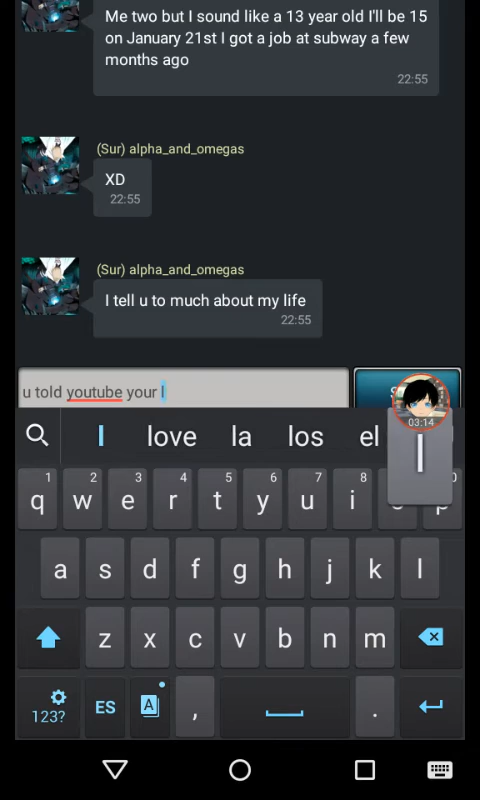 Me two but I sound like a 13 year old I'll be 15
on January 21st I got a job at subway a few
months ago
22:55
(Sur) alpha_and_omegas
XD
22:55
(Sur) alpha_and_omegas
I tell u to much about my life
22:55
u told youtube your l
03:14
l love la los el
l
1 2 3 4 5 6 7 8
q w e r t y u i p
a s d f g h j k l
z x c v b n m
123? ES A , .